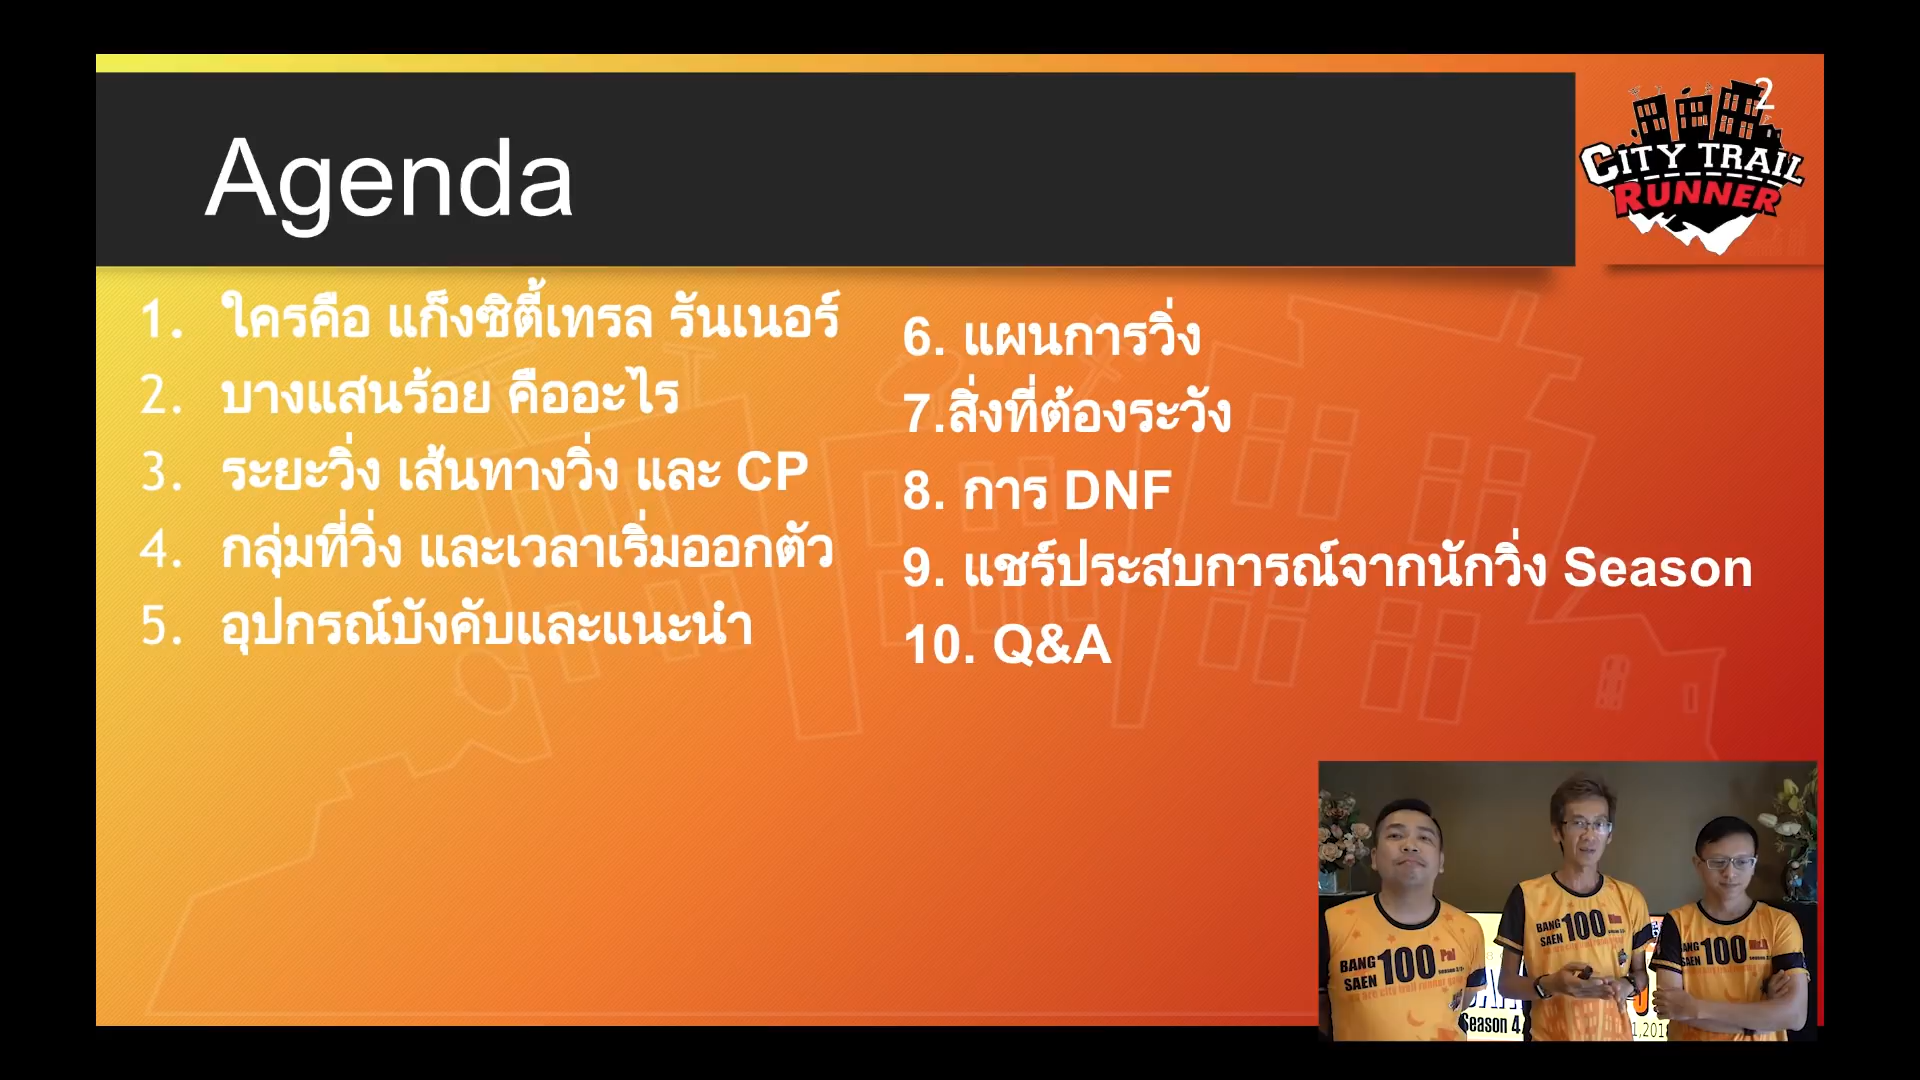 Agenda
2
CITY TRAIL
RUNNER
1. ใครคือ แก็งซิตี้เทรล รันเนอร์
2. บางแสนร้อย คืออะไร
3. ระยะวิ่ง เส้นทางวิ่ง และ CP
4. กลุ่มที่วิ่ง และเวลาเริ่มออกตัว
5. อุปกรณ์บังคับและแนะนำ
6. แผนการวิ่ง
7.สิ่งที่ต้องระวัง
8. การ DNF
9. แชร์ประสบการณ์จากนักวิ่ง Season
10. Q&A
BANG
SAEN
100
Pal
BANG
SAEN
100
BANG
SAEN
100
Season 4